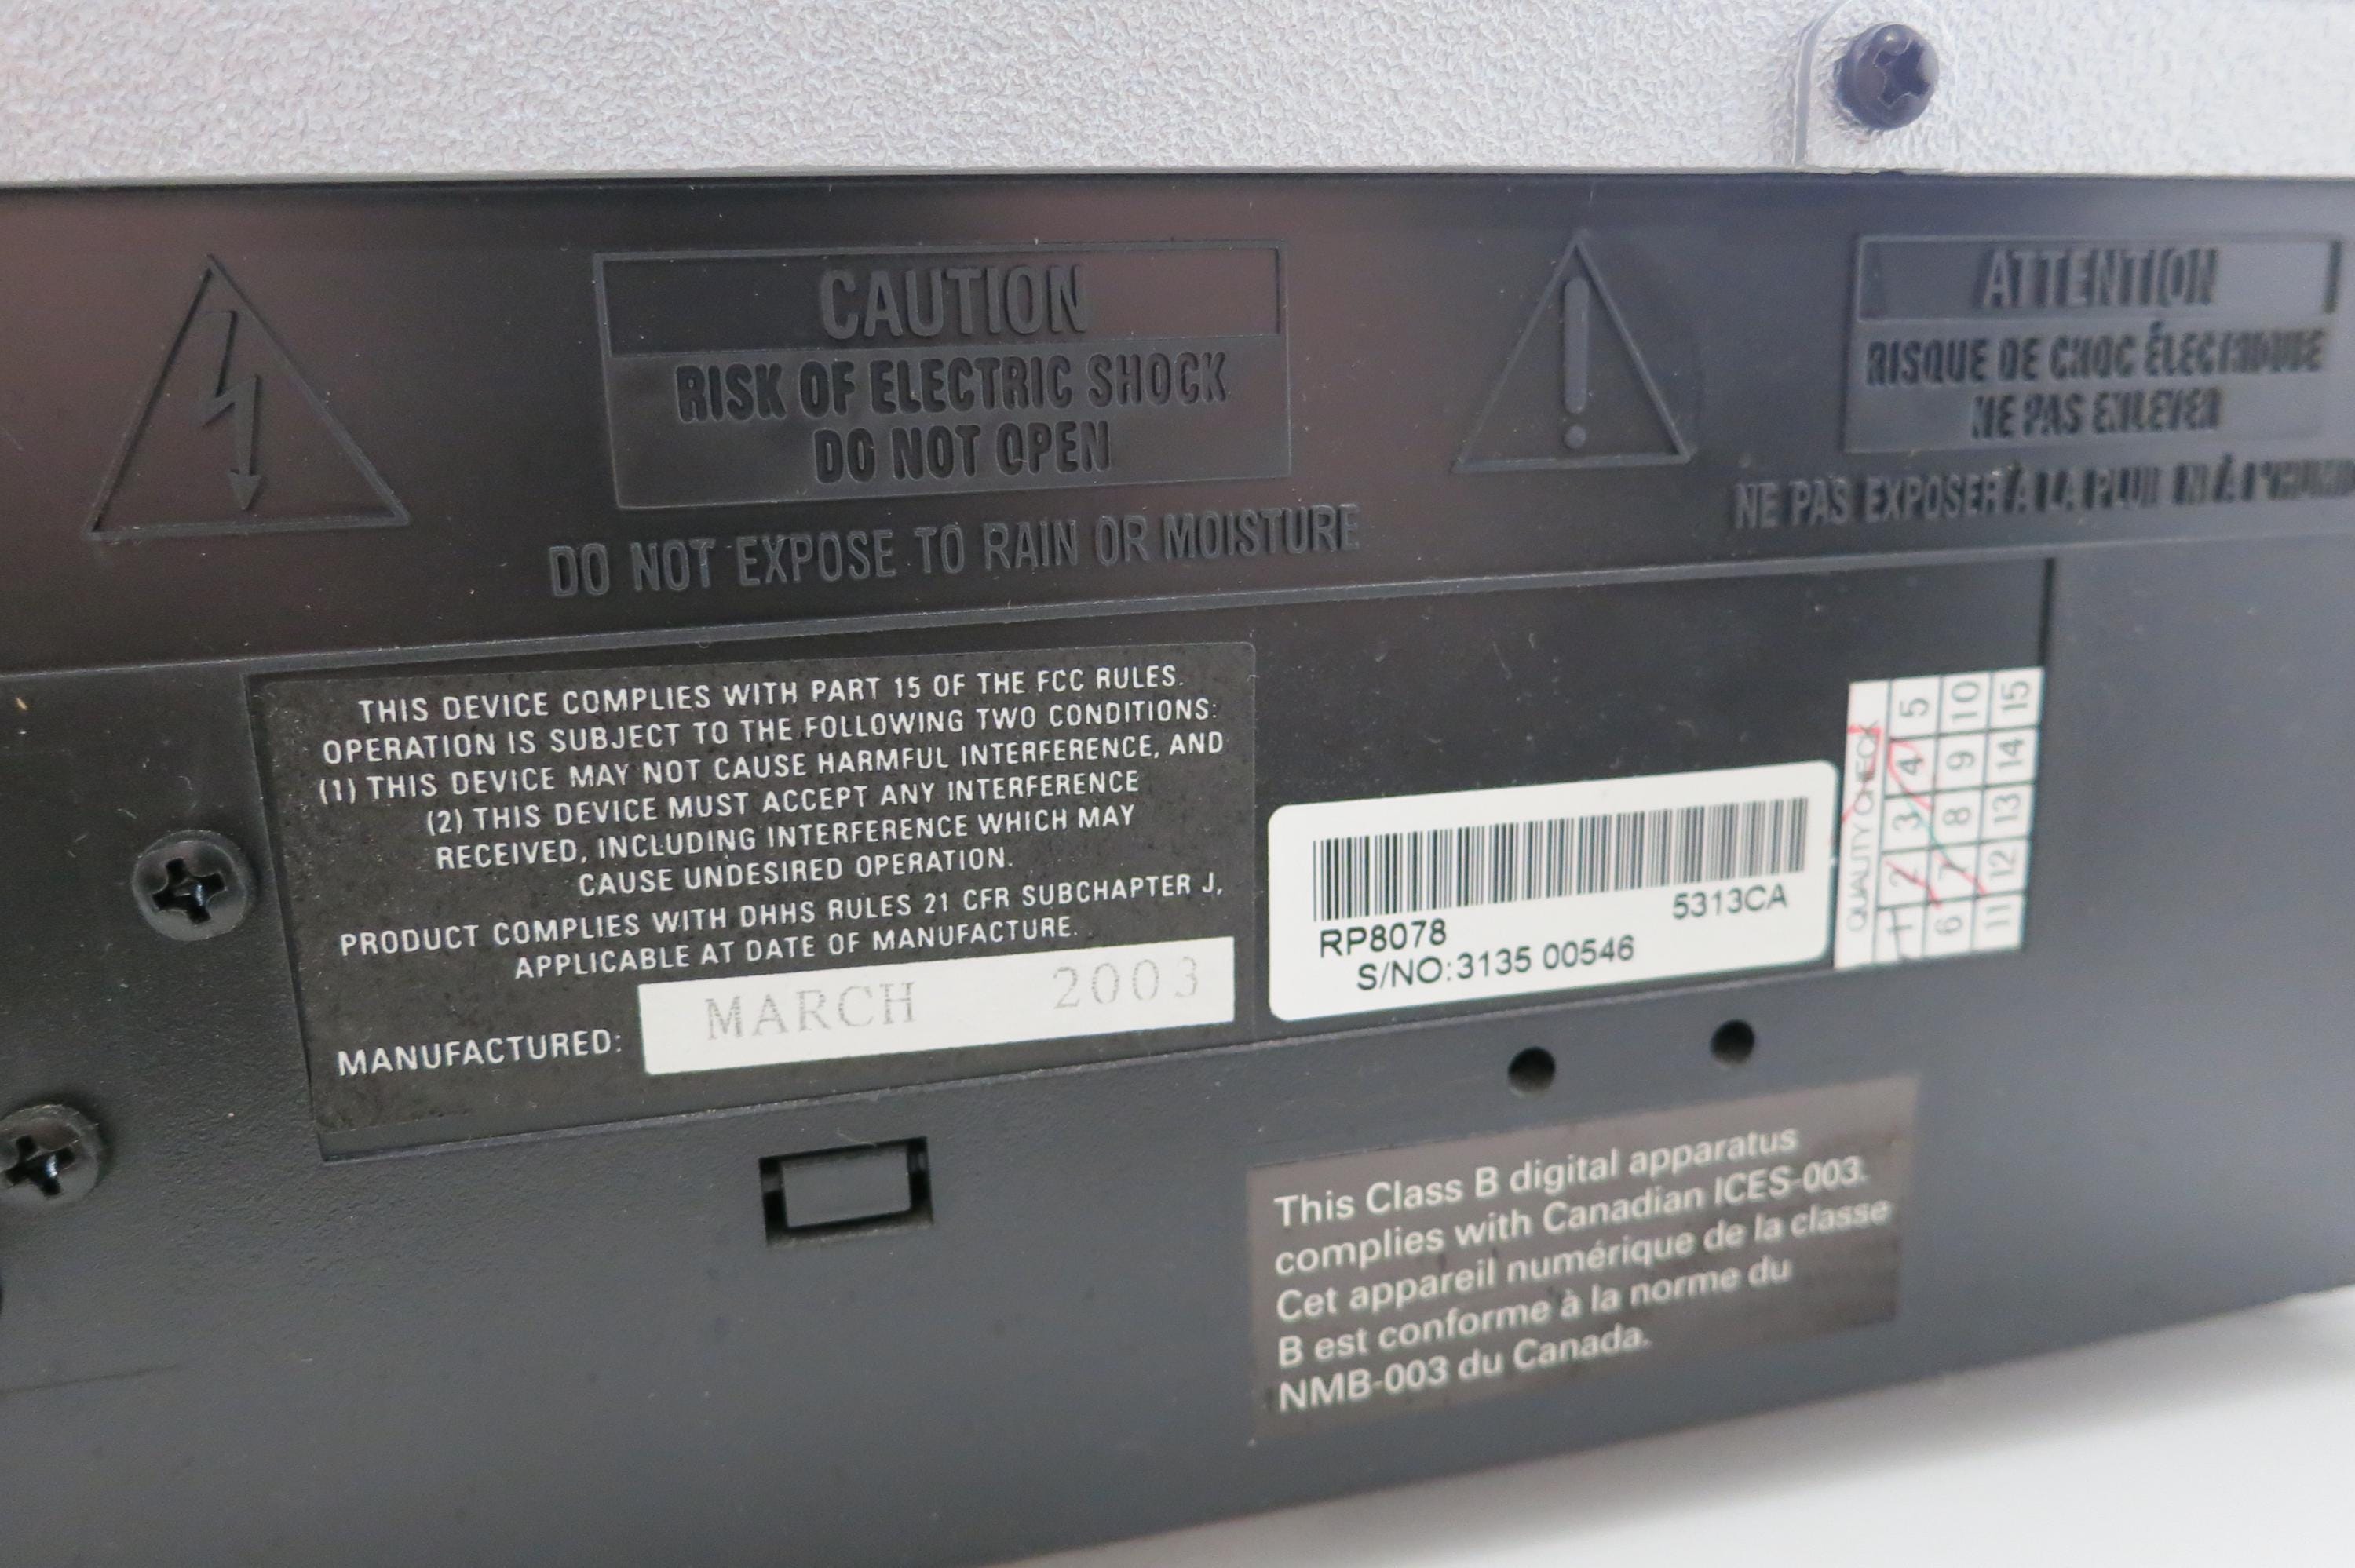 CAUTION
RISK OF ELECTRIC SHOCK
DO NOT OPEN
DO NOT EXPOSE TO RAIN OR MOISTURE
ATTENTION
RISQUE DE CHOC ÉLECTRIQUE
NE PAS ENLEVER
NE PAS EXPOSER À LA PLUIE NI À
THIS DEVICE COMPLIES WITH PART 15 OF THE FCC RULES.
OPERATION IS SUBJECT TO THE FOLLOWING TWO CONDITIONS:
(1) THIS DEVICE MAY NOT CAUSE HARMFUL INTERFERENCE, AND
(2) THIS DEVICE MUST ACCEPT ANY INTERFERENCE
RECEIVED, INCLUDING INTERFERENCE WHICH MAY
CAUSE UNDESIRED OPERATION.
PRODUCT COMPLIES WITH DHHS RULES 21 CFR SUBCHAPTER J,
APPLICABLE AT DATE OF MANUFACTURE.
MANUFACTURED: MARCH 2003
RP8078 5313CA
S/NO:3135 00546
QUALITY CHECK
1 2 3 4 5
6 7 8 9 10
11 12 13 14 15
This Class B digital apparatus
complies with Canadian ICES-003.
Cet appareil numérique de la classe
B est conforme à la norme du
NMB-003 du Canada.